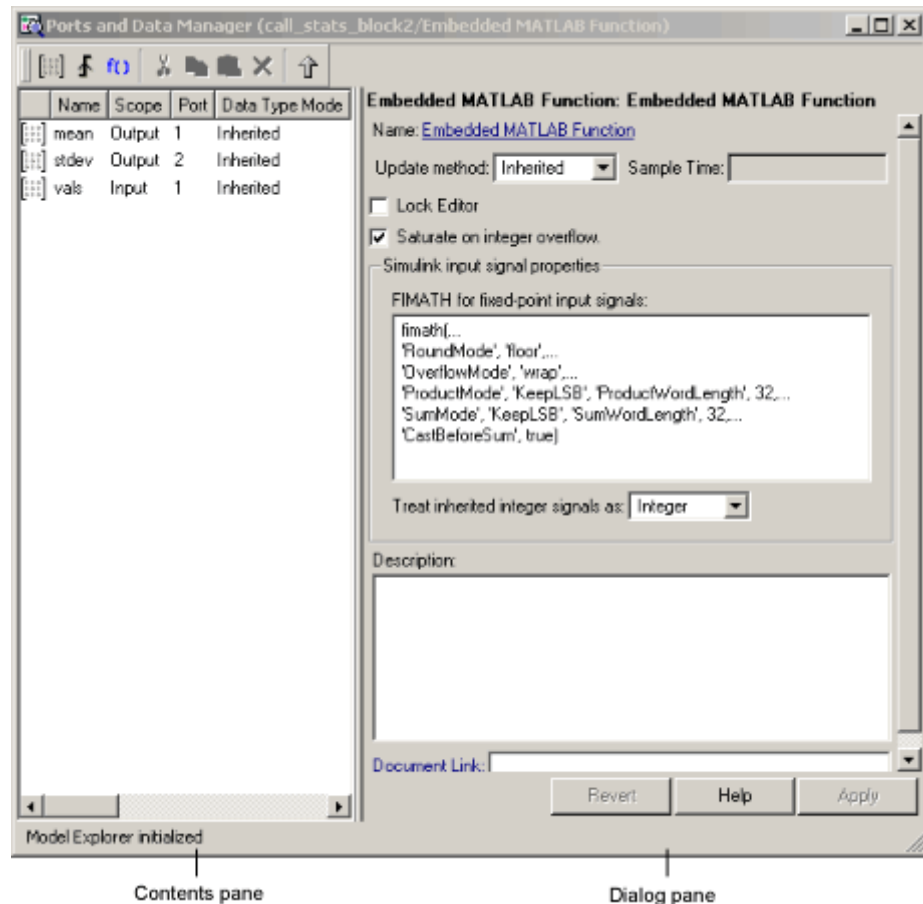 Ports and Data Manager (call_stats_block2/Embedded MATLAB Function)
f()
Name Scope Port Data Type Mode
mean Output 1 Inherited
stdev Output 2 Inherited
vals Input 1 Inherited
Embedded MATLAB Function: Embedded MATLAB Function
Name: Embedded MATLAB Function
Update method: Inherited Sample Time:
Lock Editor
Saturate on integer overflow.
Simulink input signal properties
FIMATH for fixed-point input signals:
fimath(...
'RoundMode', 'floor',...
'OverflowMode', 'wrap',...
'ProductMode', 'KeepLSB', 'ProductWordLength', 32,...
'SumMode', 'KeepLSB', 'SumWordLength', 32,...
'CastBeforeSum', true)
Treat inherited integer signals as: Integer
Description:
Document Link:
Revert Help Apply
Model Explorer initialized
Contents pane Dialog pane